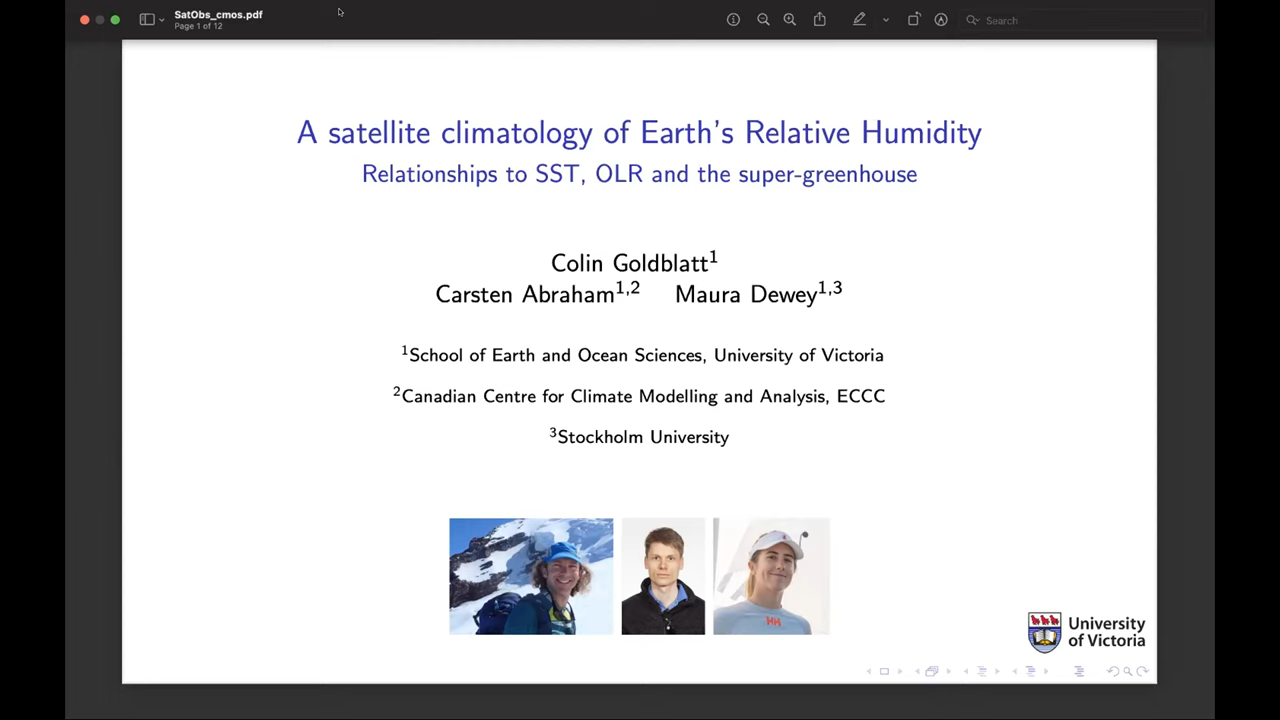 SatObs_cmos.pdf
Page 1 of 12
Search
A satellite climatology of Earth's Relative Humidity
Relationships to SST, OLR and the super-greenhouse
Colin Goldblatt¹
Carsten Abraham¹,² Maura Dewey¹,³
¹School of Earth and Ocean Sciences, University of Victoria
²Canadian Centre for Climate Modelling and Analysis, ECCC
³Stockholm University
HH
University
of Victoria